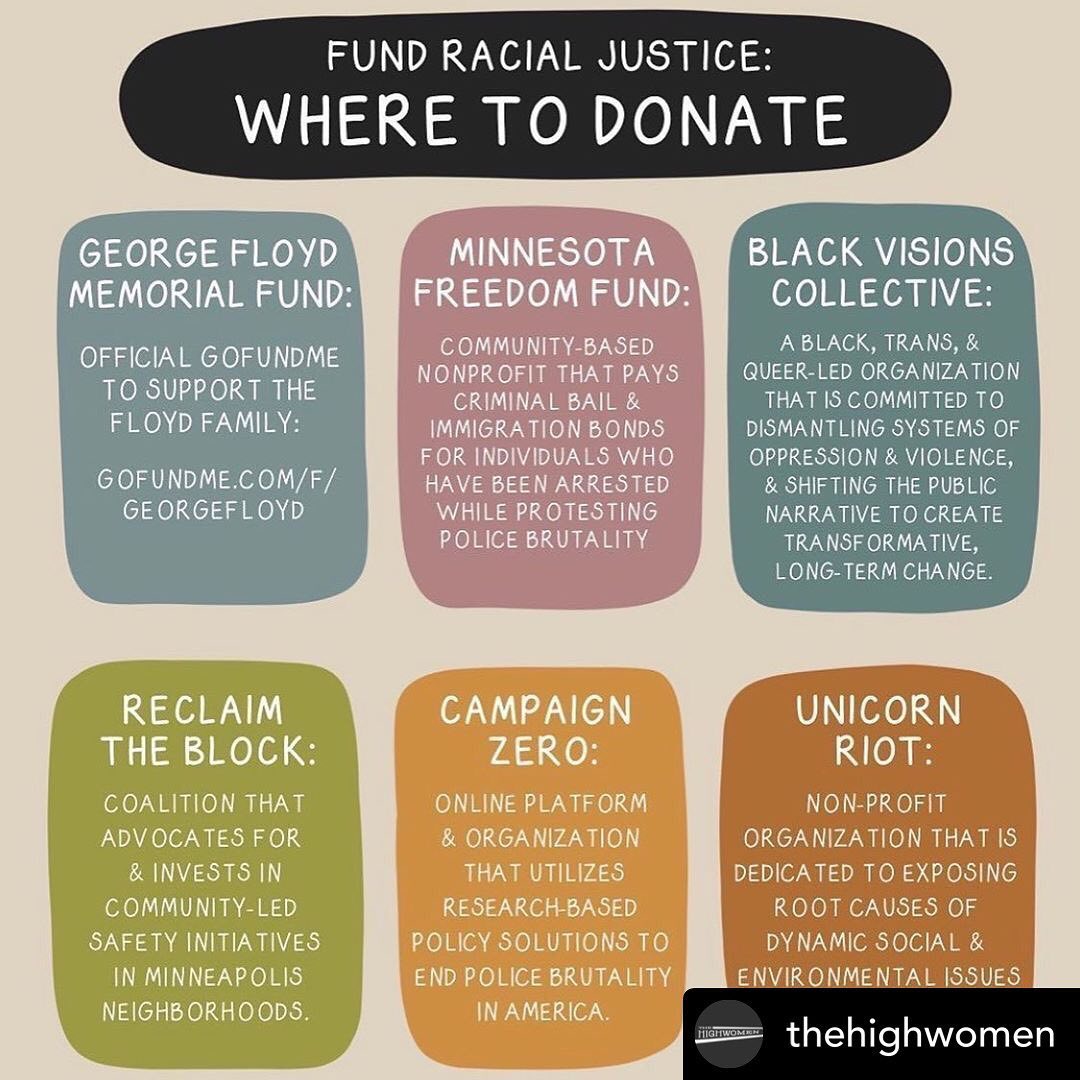 FUND RACIAL JUSTICE:
WHERE TO DONATE
GEORGE FLOYD
MEMORIAL FUND:
OFFICIAL GOFUNDME
TO SUPPORT THE
FLOYD FAMILY:
GOFUNDME.COM/F/
GEORGEFLOYD
MINNESOTA
FREEDOM FUND:
COMMUNITY-BASED
NONPROFIT THAT PAYS
CRIMINAL BAIL &
IMMIGRATION BONDS
FOR INDIVIDUALS WHO
HAVE BEEN ARRESTED
WHILE PROTESTING
POLICE BRUTALITY
BLACK VISIONS
COLLECTIVE:
A BLACK, TRANS, &
QUEER-LED ORGANIZATION
THAT IS COMMITTED TO
DISMANTLING SYSTEMS OF
OPPRESSION & VIOLENCE,
& SHIFTING THE PUBLIC
NARRATIVE TO CREATE
TRANSFORMATIVE,
LONG-TERM CHANGE.
RECLAIM
THE BLOCK:
COALITION THAT
ADVOCATES FOR
& INVESTS IN
COMMUNITY-LED
SAFETY INITIATIVES
IN MINNEAPOLIS
NEIGHBORHOODS.
CAMPAIGN
ZERO:
ONLINE PLATFORM
& ORGANIZATION
THAT UTILIZES
RESEARCH-BASED
POLICY SOLUTIONS TO
END POLICE BRUTALITY
IN AMERICA.
UNICORN
RIOT:
NON-PROFIT
ORGANIZATION THAT IS
DEDICATED TO EXPOSING
ROOT CAUSES OF
DYNAMIC SOCIAL &
ENVIRONMENTAL ISSUES
HIGHWOMEN
thehighwomen